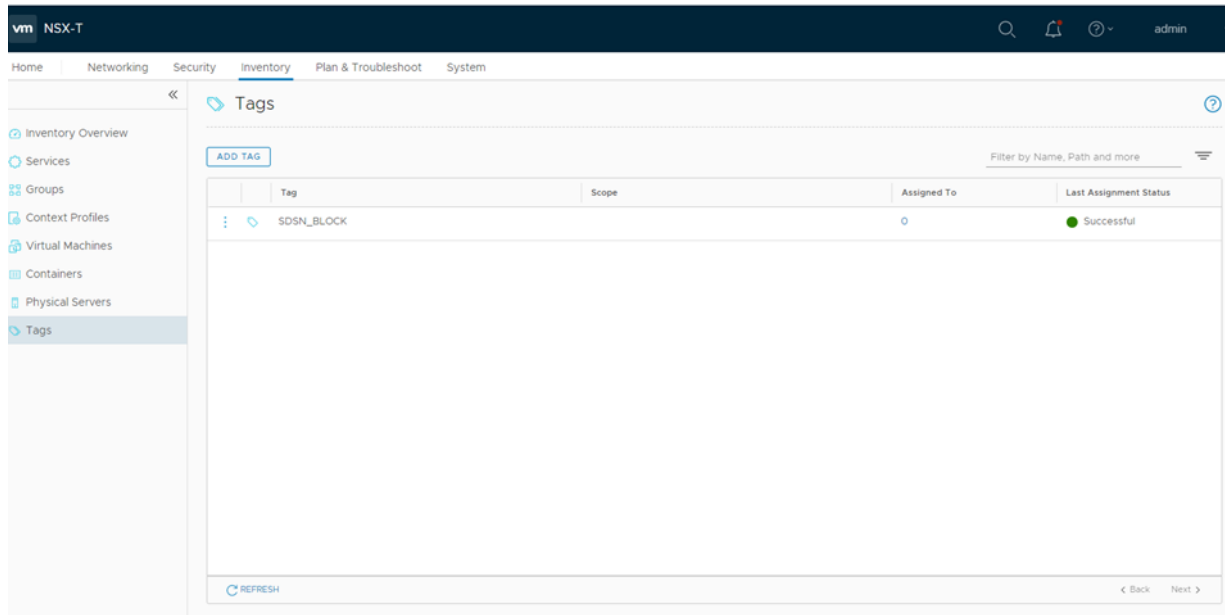 vm NSX-T admin
Home Networking Security Inventory Plan & Troubleshoot System
Inventory Overview
Services
Groups
Context Profiles
Virtual Machines
Containers
Physical Servers
Tags
Tags
ADD TAG Filter by Name, Path and more
Tag Scope Assigned To Last Assignment Status
SDSN_BLOCK 0 Successful
REFRESH Back Next